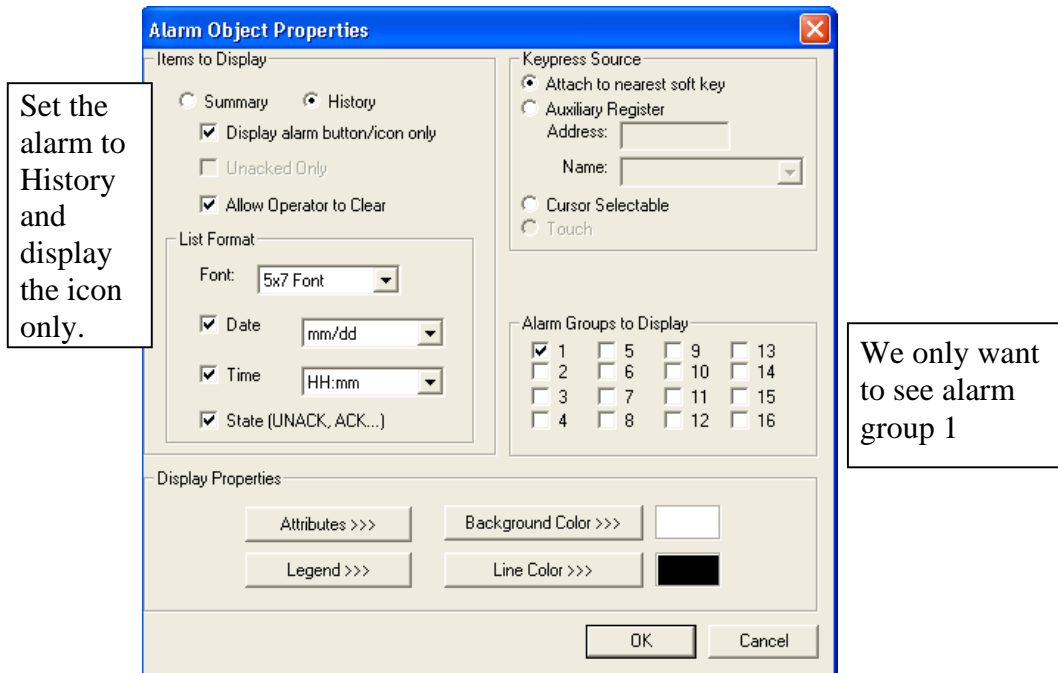 Alarm Object Properties
Set the
alarm to
History
and
display
the icon
only.
Items to Display
Summary
History
Display alarm button/icon only
Unacked Only
Allow Operator to Clear
List Format
Font:
5x7 Font
Date
mm/dd
Time
HH:mm
State (UNACK, ACK...)
Keypress Source
Attach to nearest soft key
Auxiliary Register
Address:
Name:
Cursor Selectable
Touch
Alarm Groups to Display
1 5 9 13
2 6 10 14
3 7 11 15
4 8 12 16
We only want
to see alarm
group 1
Display Properties
Attributes >>>
Background Color >>>
Legend >>>
Line Color >>>
OK
Cancel